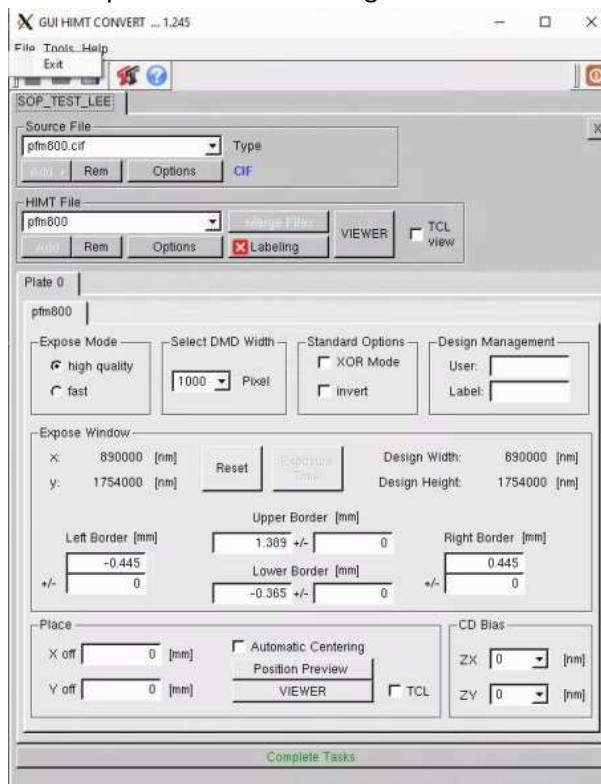 GUI HIMT CONVERT ... 1.245
File Tools Help
Exit
SOP_TEST_LEE
Source File
pfm800.cif Type
Add Rem Options CIF
HIMT File
pfm800 Merge Files VIEWER TCL view
Add Rem Options Labeling
Plate 0
pfm800
Expose Mode Select DMD Width Standard Options Design Management
high quality 1000 Pixel XOR Mode User:
fast invert Label:
Expose Window
x: 890000 [nm] Reset Exposure Time Design Width: 890000 [nm]
y: 1754000 [nm] Design Height: 1754000 [nm]
Upper Border [mm]
Left Border [mm] 1.389 +/- 0 Right Border [mm]
-0.445 Lower Border [mm] 0.445
+/- 0 -0.365 +/- 0 +/- 0
Place CD Bias
X off 0 [mm] Automatic Centering ZX 0 [nm]
Position Preview
Y off 0 [mm] VIEWER TCL ZY 0 [nm]
Complete Tasks